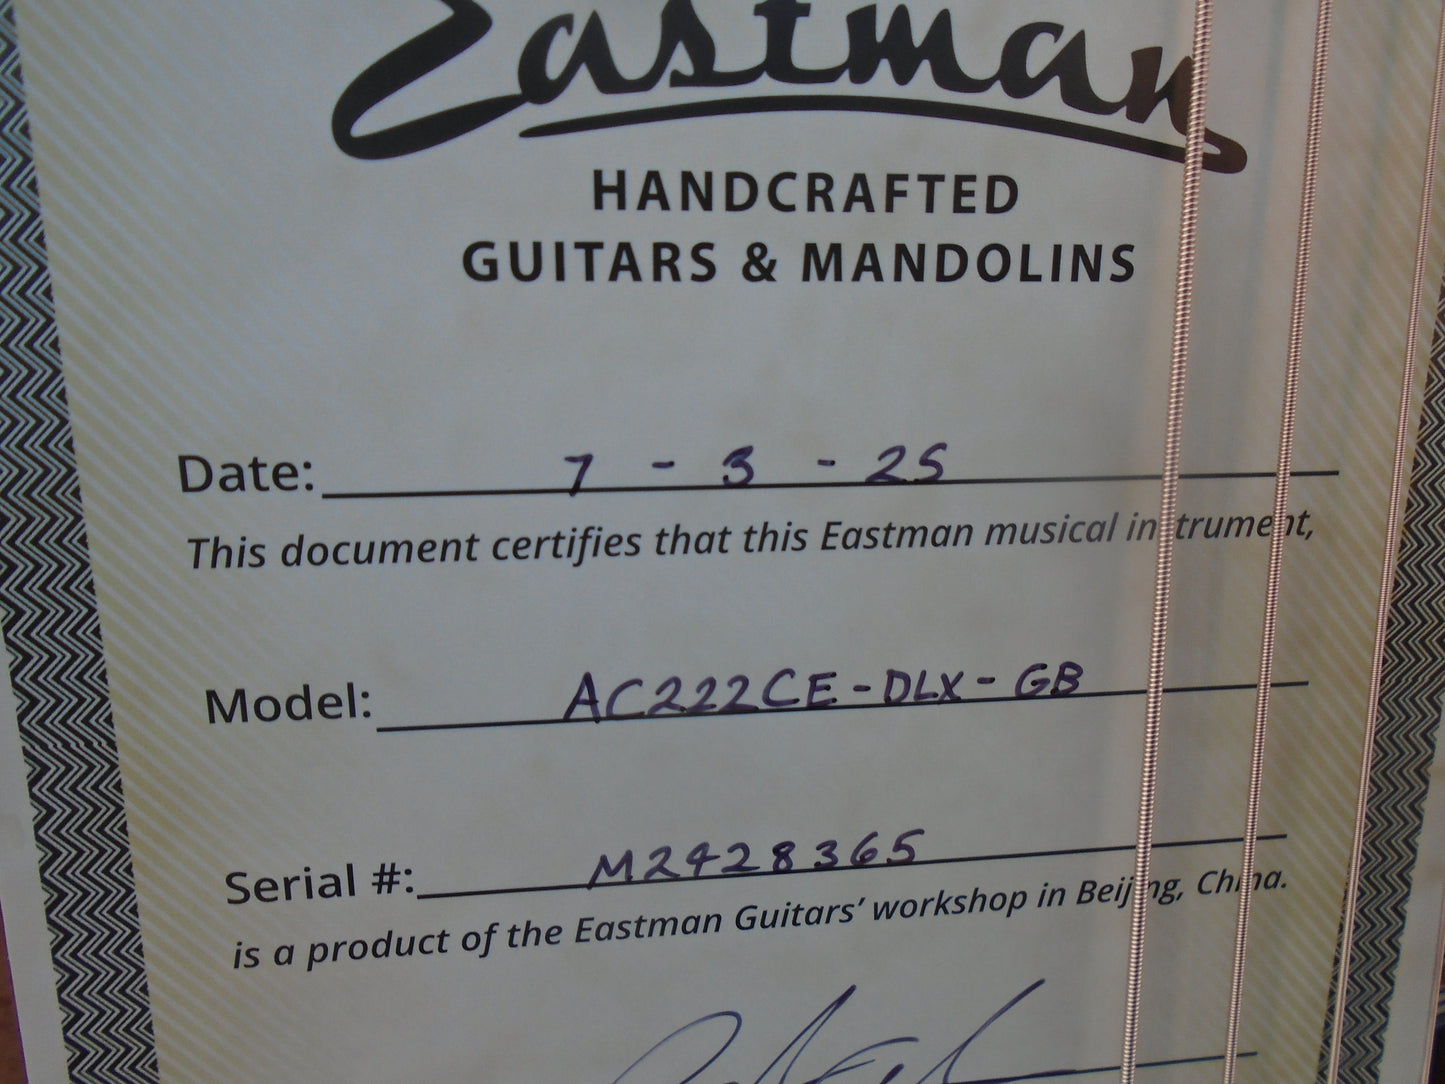 Eastman
HANDCRAFTED
GUITARS & MANDOLINS
Date: 7 - 3 - 25
This document certifies that this Eastman musical instrument,
Model: AC222CE-DLX-GB
Serial #: M2428365
is a product of the Eastman Guitars' workshop in Beijing, China.